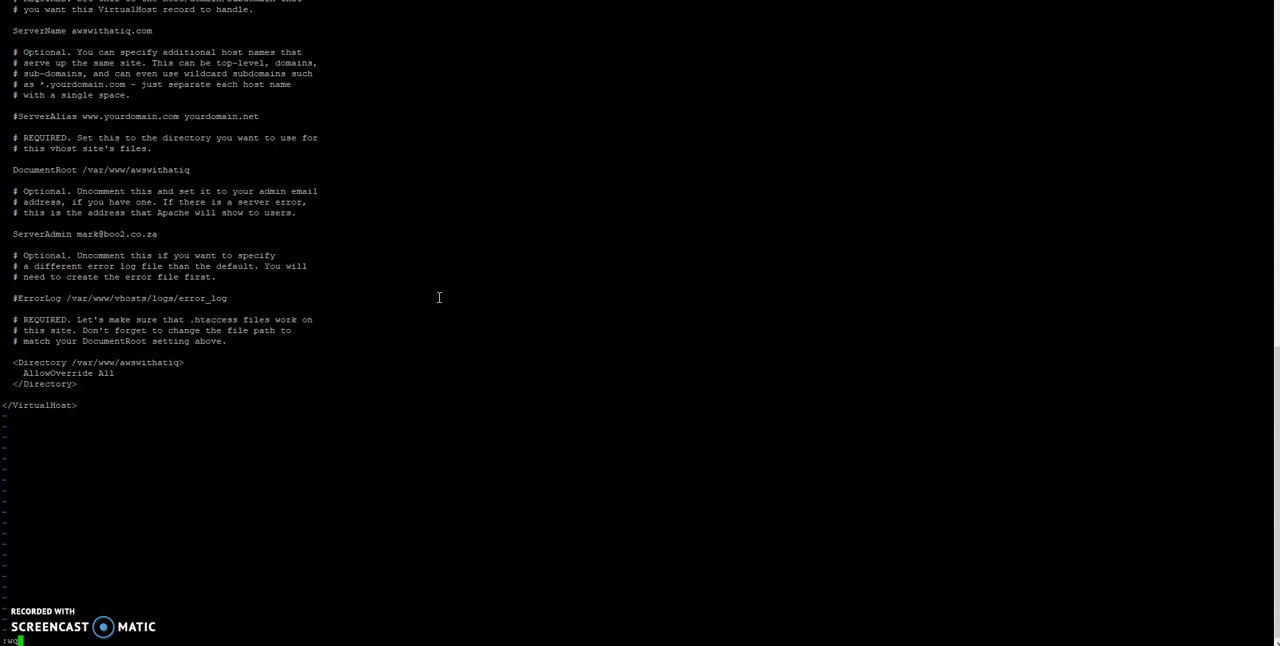 # you want this VirtualHost record to handle.
ServerName awswithatiq.com
# Optional. You can specify additional host names that
# serve up the same site. This can be top-level, domains,
# sub-domains, and can even use wildcard subdomains such
# as *.yourdomain.com - just separate each host name
# with a single space.
#ServerAlias www.yourdomain.com yourdomain.net
# REQUIRED. Set this to the directory you want to use for
# this vhost site's files.
DocumentRoot /var/www/awswithatiq
# Optional. Uncomment this and set it to your admin email
# address, if you have one. If there is a server error,
# this is the address that Apache will show to users.
ServerAdmin mark@boo2.co.za
# Optional. Uncomment this if you want to specify
# a different error log file than the default. You will
# need to create the error file first.
#ErrorLog /var/www/vhosts/logs/error_log
# REQUIRED. Let's make sure that .htaccess files work on
# this site. Don't forget to change the file path to
# match your DocumentRoot setting above.
<Directory /var/www/awswithatiq>
AllowOverride All
</Directory>
</VirtualHost>
RECORDED WITH
SCREENCAST MATIC
:wq